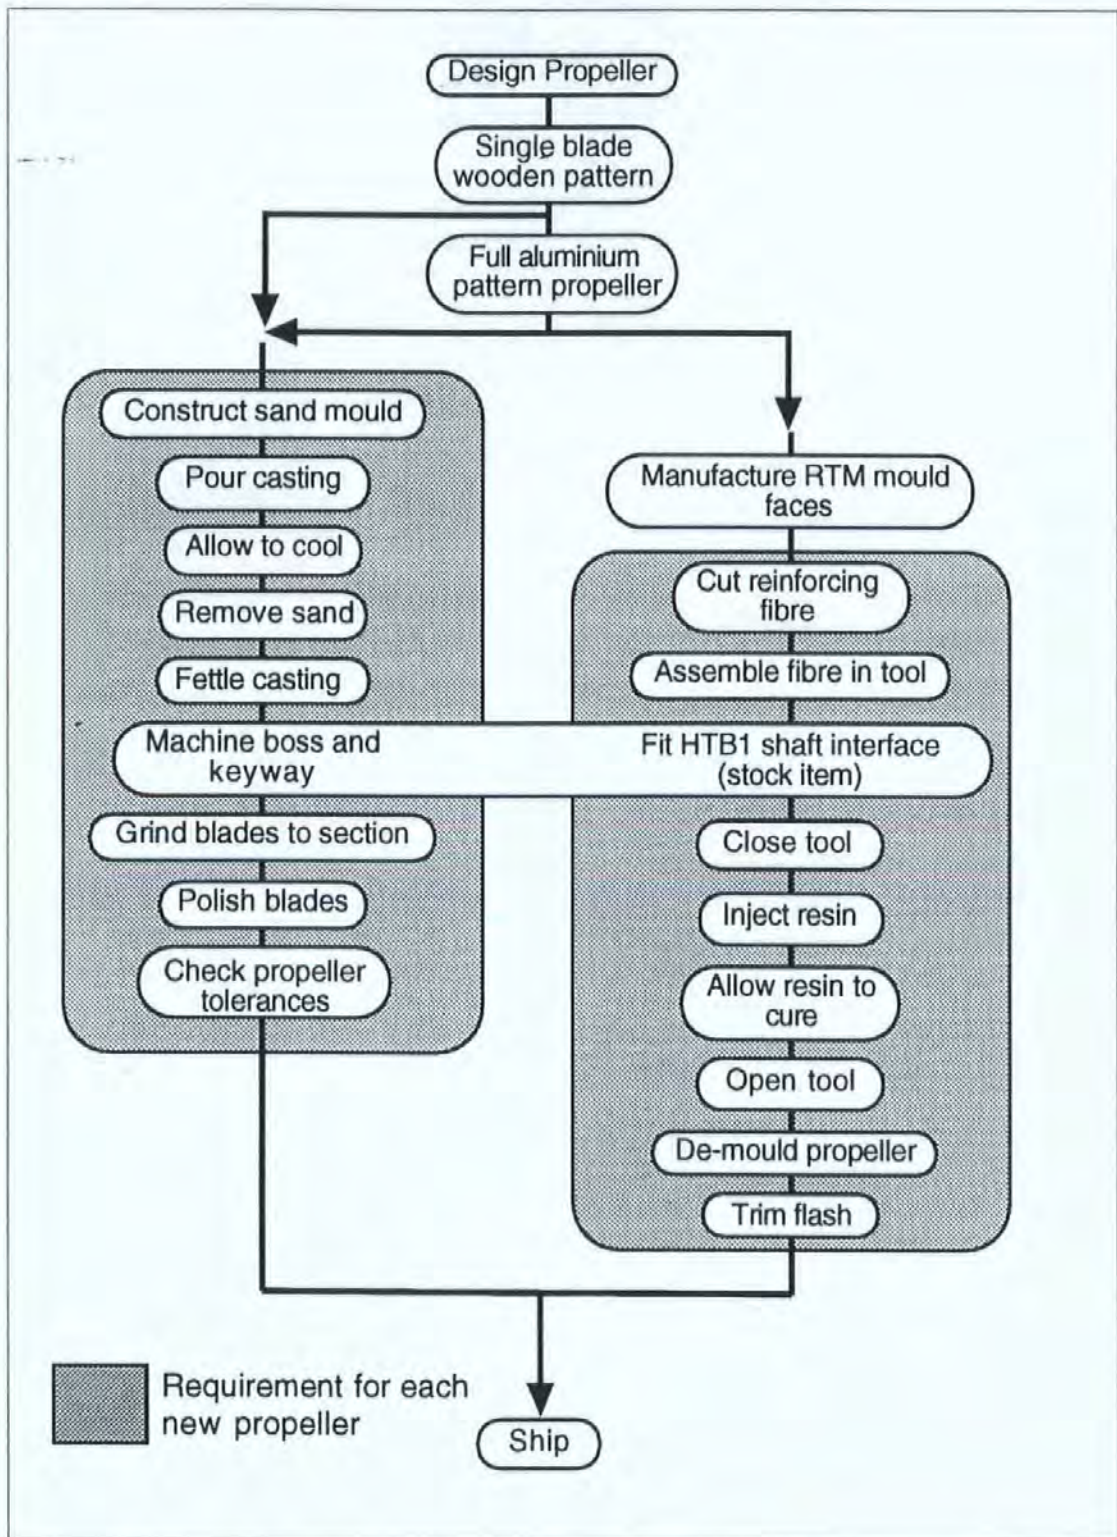 Design Propeller
Single blade
wooden pattern
Full aluminium
pattern propeller
Construct sand mould
Pour casting
Allow to cool
Remove sand
Fettle casting
Machine boss and
keyway
Grind blades to section
Polish blades
Check propeller
tolerances
Manufacture RTM mould
faces
Cut reinforcing
fibre
Assemble fibre in tool
Fit HTB1 shaft interface
(stock item)
Close tool
Inject resin
Allow resin to
cure
Open tool
De-mould propeller
Trim flash
Requirement for each
new propeller
Ship